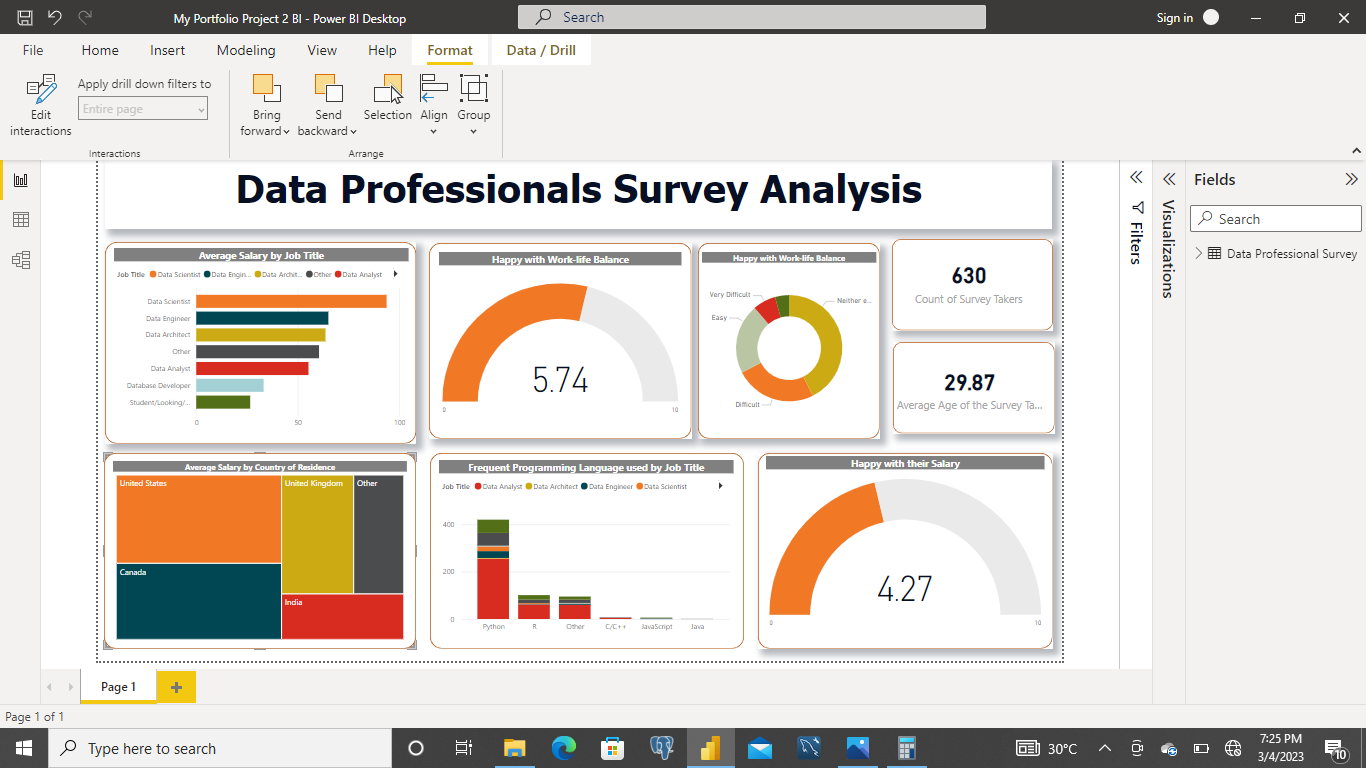 My Portfolio Project 2 BI - Power BI Desktop
Search
Sign in
File Home Insert Modeling View Help Format Data / Drill
Edit interactions
Apply drill down filters to
Entire page
Interactions
Bring forward
Send backward
Selection
Align
Group
Arrange
Data Professionals Survey Analysis
Average Salary by Job Title
Job Title Data Scientist Data Engin... Data Archit... Other Data Analyst
Data Scientist
Data Engineer
Data Architect
Other
Data Analyst
Database Developer
Student/Looking/...
0 50 100
Happy with Work-life Balance
5.74
0 10
Happy with Work-life Balance
Very Difficult
Neither e...
Easy
Difficult
630
Count of Survey Takers
29.87
Average Age of the Survey Ta...
Average Salary by Country of Residence
United States
United Kingdom
Other
Canada
India
Frequent Programming Language used by Job Title
Job Title Data Analyst Data Architect Data Engineer Data Scientist
400
200
0
Python R Other C/C++ JavaScript Java
Happy with their Salary
4.27
0 10
Filters
Visualizations
Fields
Search
Data Professional Survey
Page 1
Page 1 of 1
Type here to search
30°C
7:25 PM
3/4/2023
10